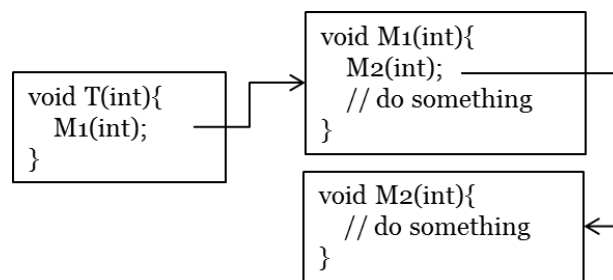 void T(int){
M1(int);
}
void M1(int){
M2(int);
// do something
}
void M2(int){
// do something
}